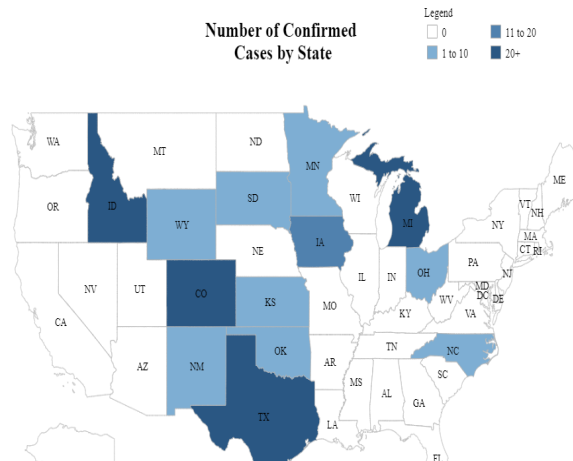 Number of Confirmed
Cases by State
Legend
0
11 to 20
1 to 10
20+
WA
MT
ND
MN
ME
OR
ID
WY
SD
WI
MI
VT
NH
NY
MA
CT
RI
IA
NE
PA
NJ
NV
UT
CO
KS
MO
IL
IN
OH
MD
DC
DE
WV
VA
KY
CA
AZ
NM
OK
AR
TN
NC
SC
TX
LA
MS
AL
GA
FL